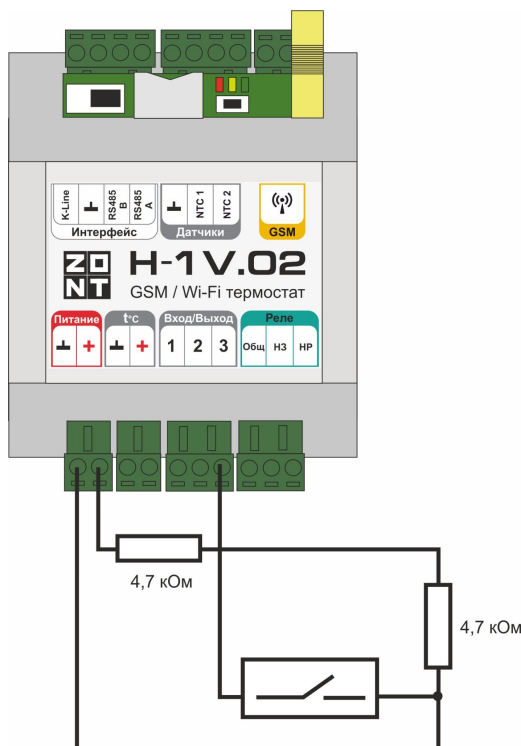 K-Line
RS485 B
RS485 A
NTC 1
NTC 2
Интерфейс
Датчики
GSM
ZONT
H-1V.02
GSM / Wi-Fi термостат
Питание
t°C
Вход/Выход
Реле
+
+
1 2 3
Общ НЗ НР
4,7 кОм
4,7 кОм